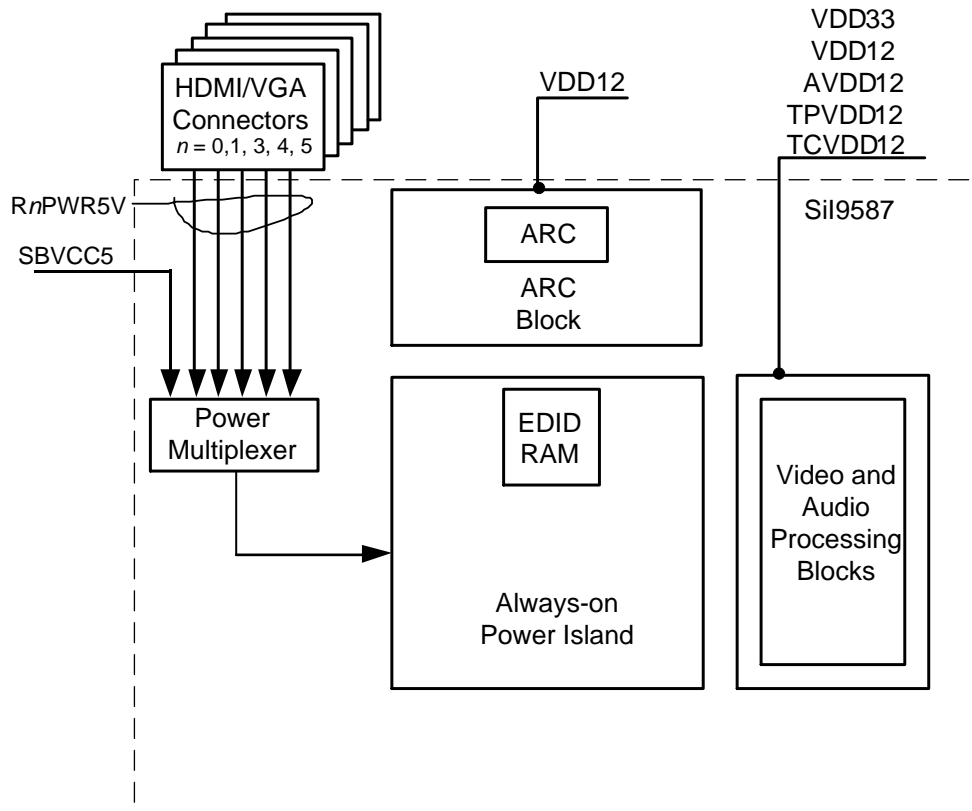 HDMI/VGA
Connectors
n = 0,1, 3, 4, 5
VDD12
VDD33
VDD12
AVDD12
TPVDD12
TCVDD12
RnPWR5V
SBVCC5
SiI9587
ARC
ARC
Block
Power
Multiplexer
EDID
RAM
Always-on
Power Island
Video and
Audio
Processing
Blocks